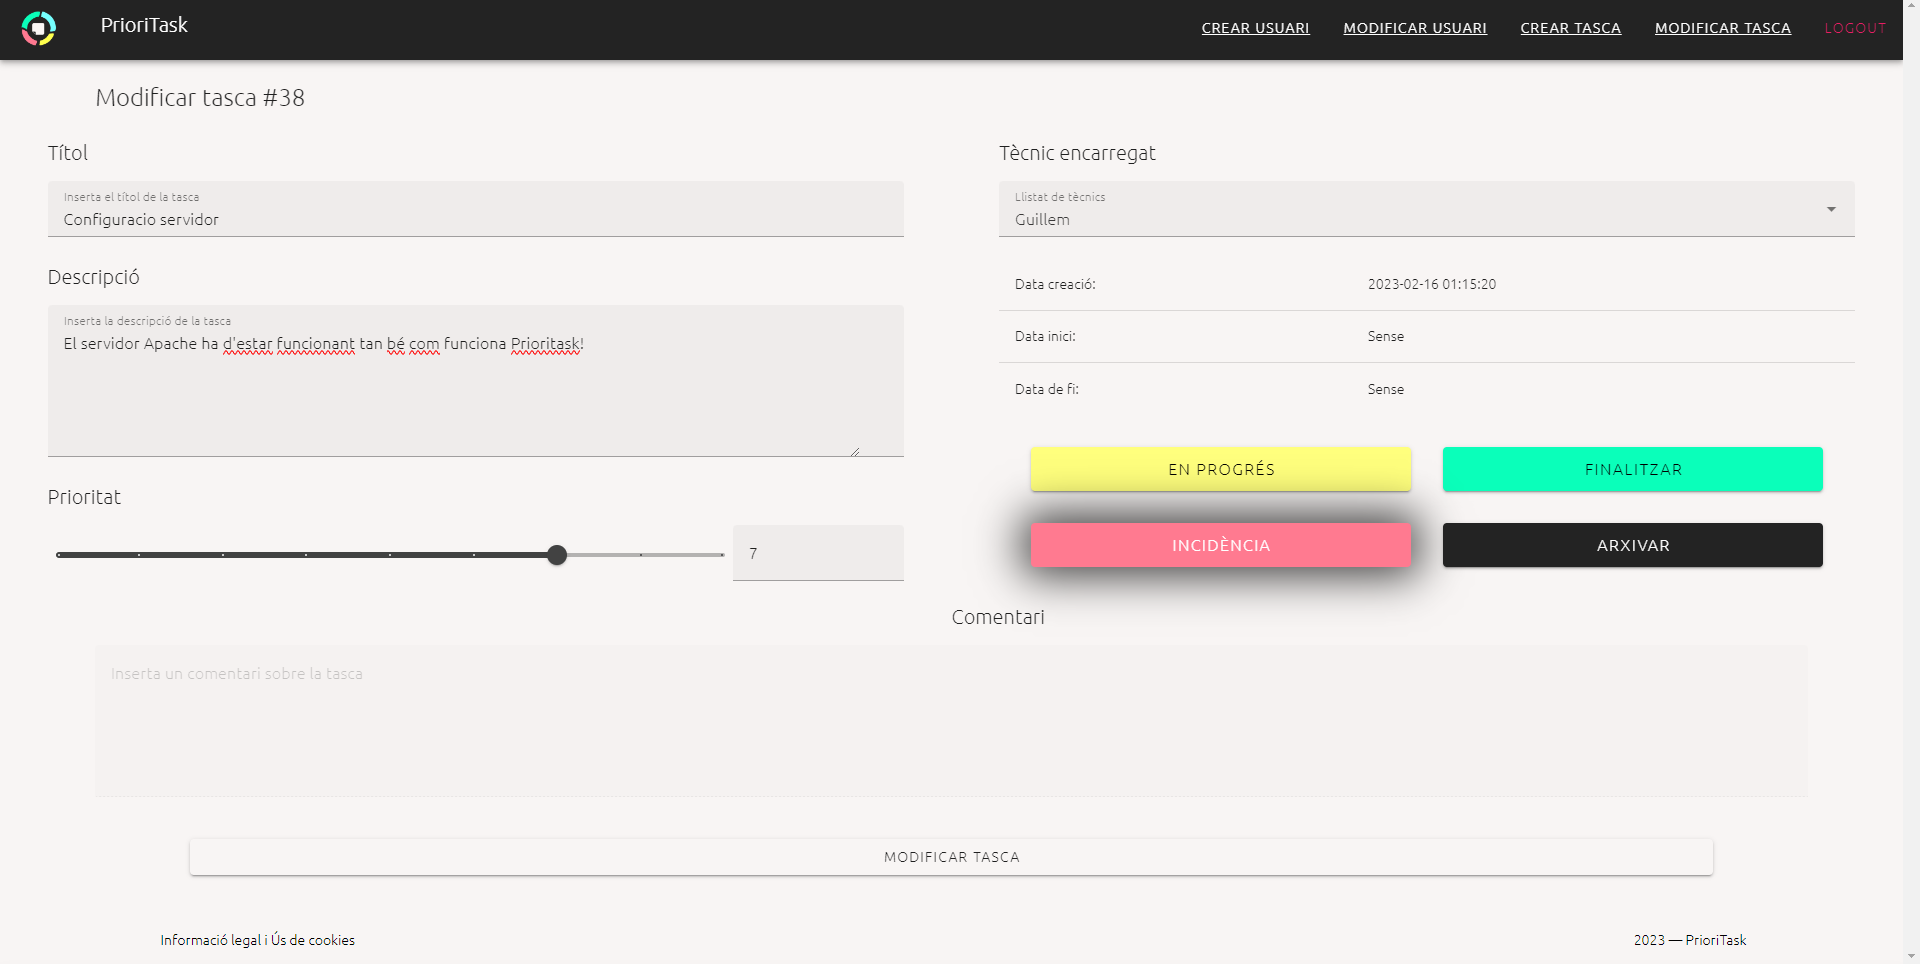 PrioriTask
CREAR USUARI
MODIFICAR USUARI
CREAR TASCA
MODIFICAR TASCA
LOGOUT
Modificar tasca #38
Títol
Inserta el títol de la tasca
Configuracio servidor
Descripció
Inserta la descripció de la tasca
El servidor Apache ha d'estar funcionant tan bé com funciona Prioritask!
Prioritat
7
Tècnic encarregat
Llistat de tècnics
Guillem
Data creació: 2023-02-16 01:15:20
Data inici: Sense
Data de fi: Sense
EN PROGRÉS
FINALITZAR
INCIDÈNCIA
ARXIVAR
Comentari
Inserta un comentari sobre la tasca
MODIFICAR TASCA
Informació legal i Ús de cookies
2023 — PrioriTask